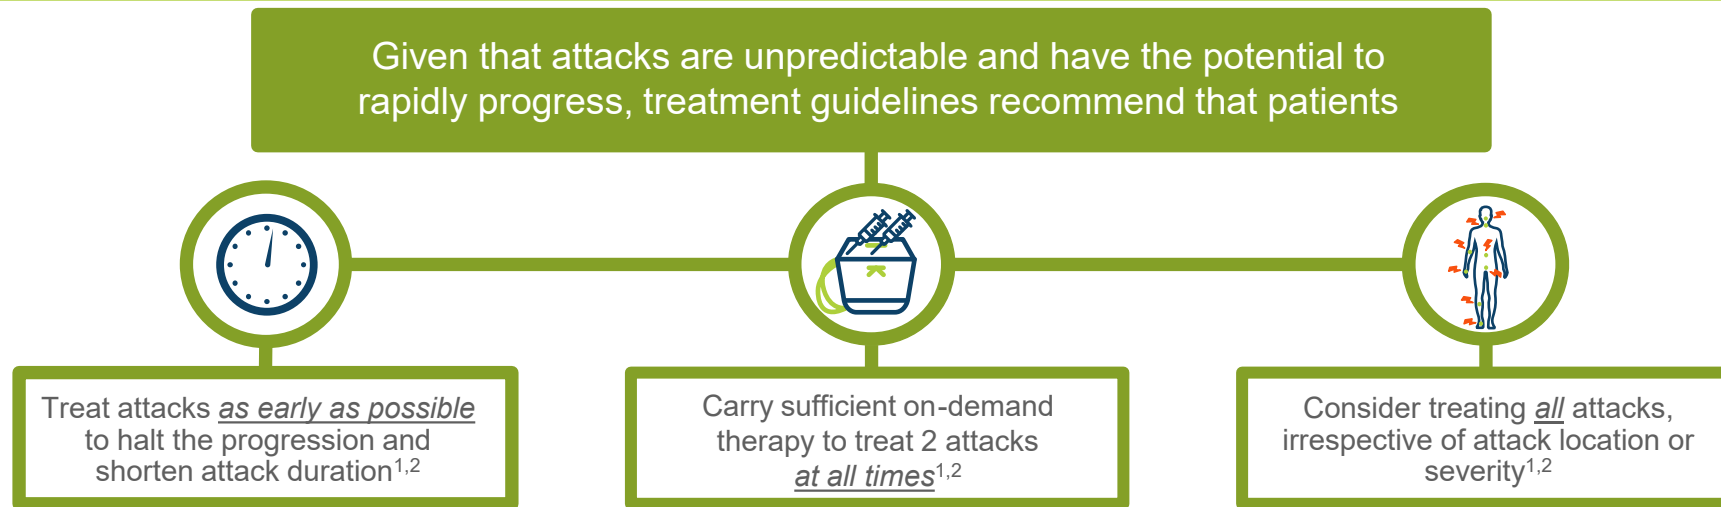 Given that attacks are unpredictable and have the potential to
rapidly progress, treatment guidelines recommend that patients
Treat attacks as early as possible
to halt the progression and
shorten attack duration1,2
Carry sufficient on-demand
therapy to treat 2 attacks
at all times1,2
Consider treating all attacks,
irrespective of attack location or
severity1,2